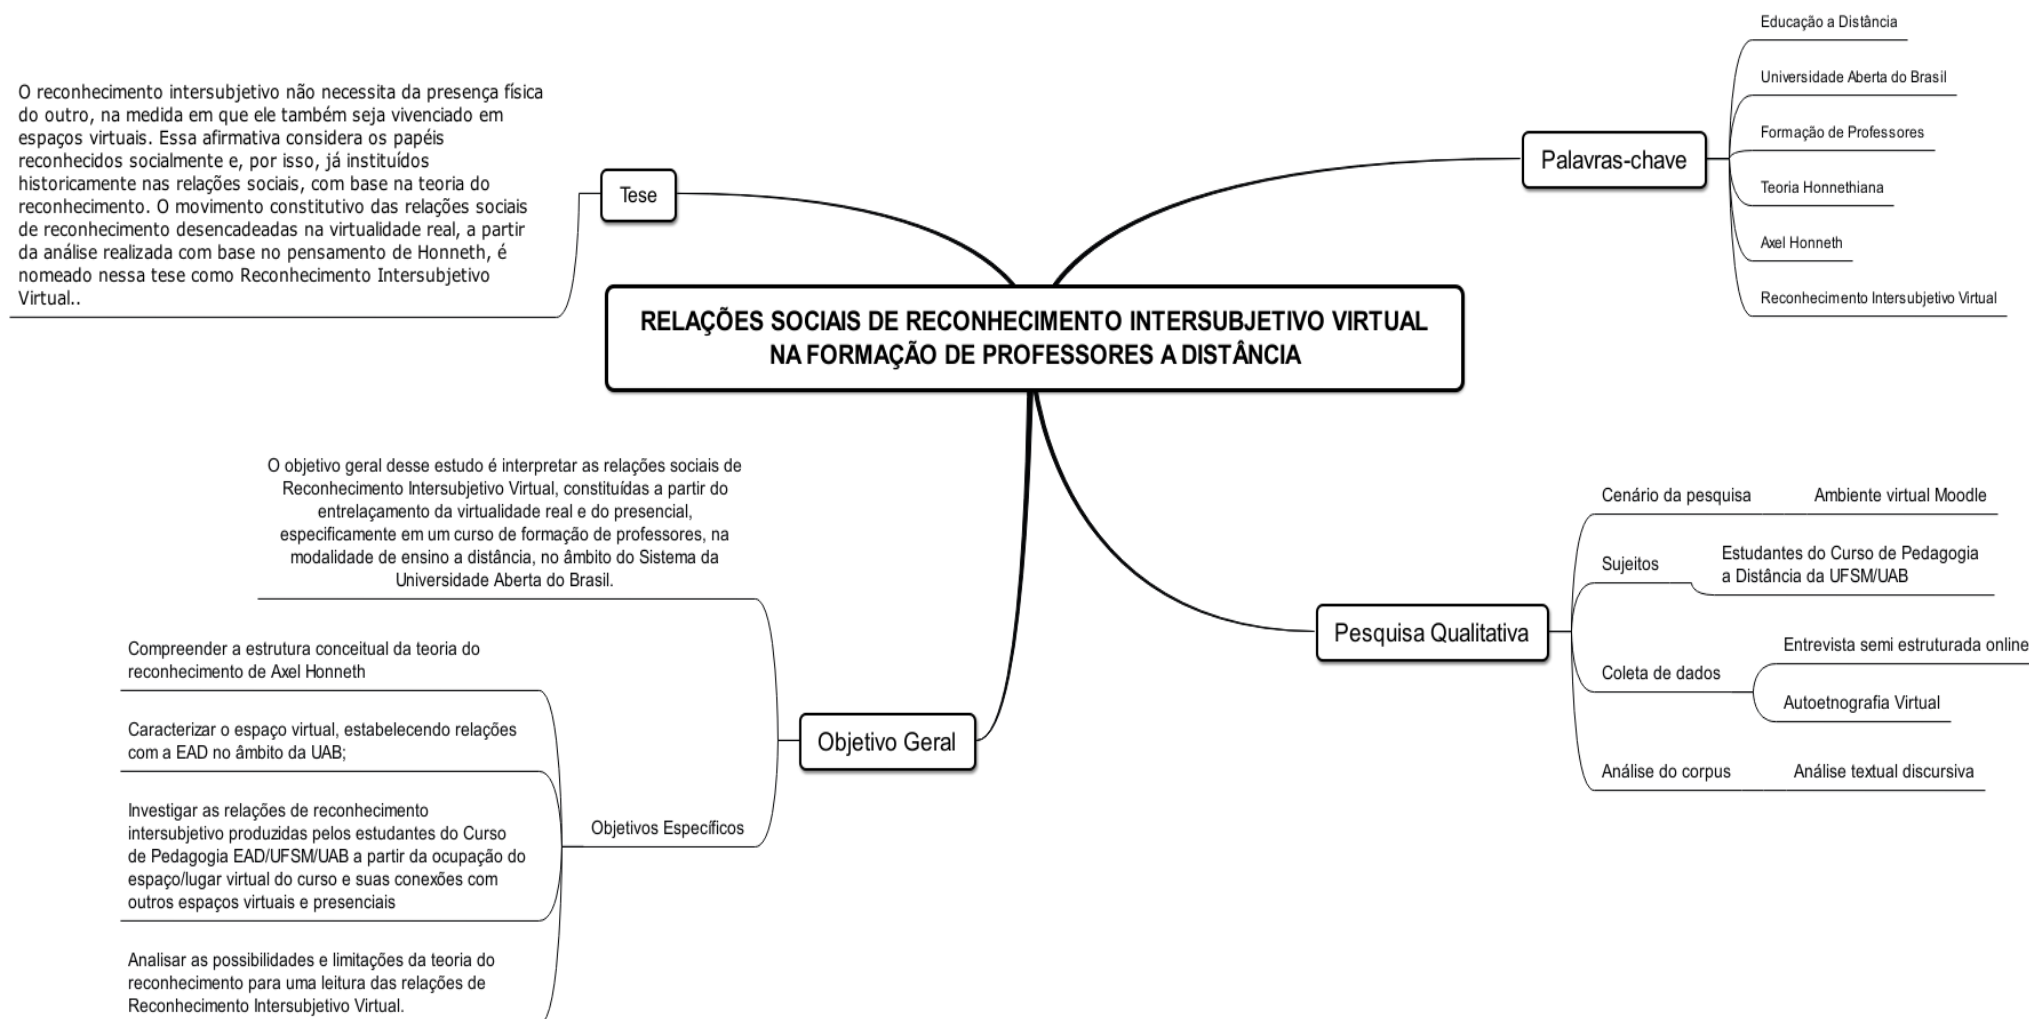 RELAÇÕES SOCIAIS DE RECONHECIMENTO INTERSUBJETIVO VIRTUAL
NA FORMAÇÃO DE PROFESSORES A DISTÂNCIA
Tese
O reconhecimento intersubjetivo não necessita da presença física
do outro, na medida em que ele também seja vivenciado em
espaços virtuais. Essa afirmativa considera os papéis
reconhecidos socialmente e, por isso, já instituídos
historicamente nas relações sociais, com base na teoria do
reconhecimento. O movimento constitutivo das relações sociais
de reconhecimento desencadeadas na virtualidade real, a partir
da análise realizada com base no pensamento de Honneth, é
nomeado nessa tese como Reconhecimento Intersubjetivo
Virtual..
Palavras-chave
Educação a Distância
Universidade Aberta do Brasil
Formação de Professores
Teoria Honnethiana
Axel Honneth
Reconhecimento Intersubjetivo Virtual
Objetivo Geral
O objetivo geral desse estudo é interpretar as relações sociais de
Reconhecimento Intersubjetivo Virtual, constituídas a partir do
entrelaçamento da virtualidade real e do presencial,
especificamente em um curso de formação de professores, na
modalidade de ensino a distância, no âmbito do Sistema da
Universidade Aberta do Brasil.
Objetivos Específicos
Compreender a estrutura conceitual da teoria do
reconhecimento de Axel Honneth
Caracterizar o espaço virtual, estabelecendo relações
com a EAD no âmbito da UAB;
Investigar as relações de reconhecimento
intersubjetivo produzidas pelos estudantes do Curso
de Pedagogia EAD/UFSM/UAB a partir da ocupação do
espaço/lugar virtual do curso e suas conexões com
outros espaços virtuais e presenciais
Analisar as possibilidades e limitações da teoria do
reconhecimento para uma leitura das relações de
Reconhecimento Intersubjetivo Virtual.
Pesquisa Qualitativa
Cenário da pesquisa
Ambiente virtual Moodle
Sujeitos
Estudantes do Curso de Pedagogia
a Distância da UFSM/UAB
Coleta de dados
Entrevista semi estruturada online
Autoetnografia Virtual
Análise do corpus
Análise textual discursiva